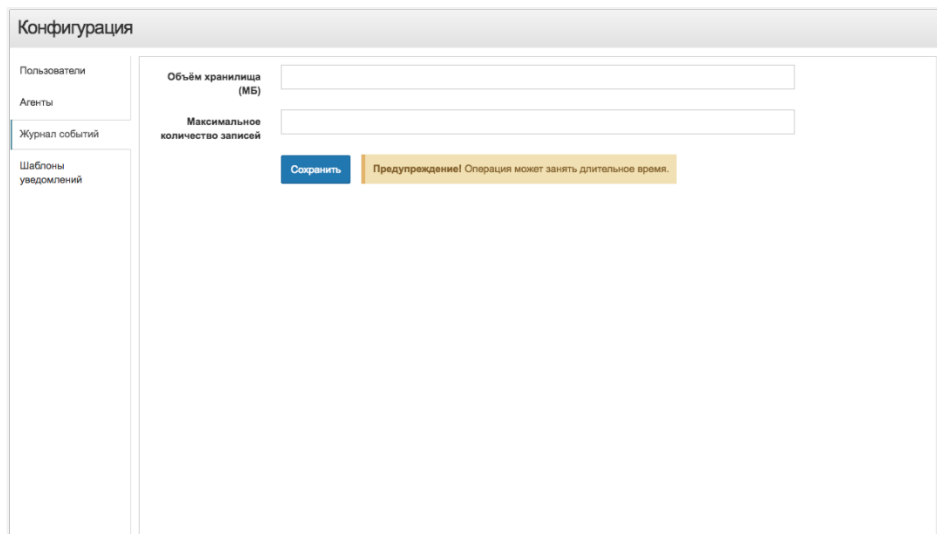 Конфигурация
Пользователи
Агенты
Журнал событий
Шаблоны
уведомлений
Объём хранилища
(МБ)
Максимальное
количество записей
Сохранить
Предупреждение! Операция может занять длительное время.